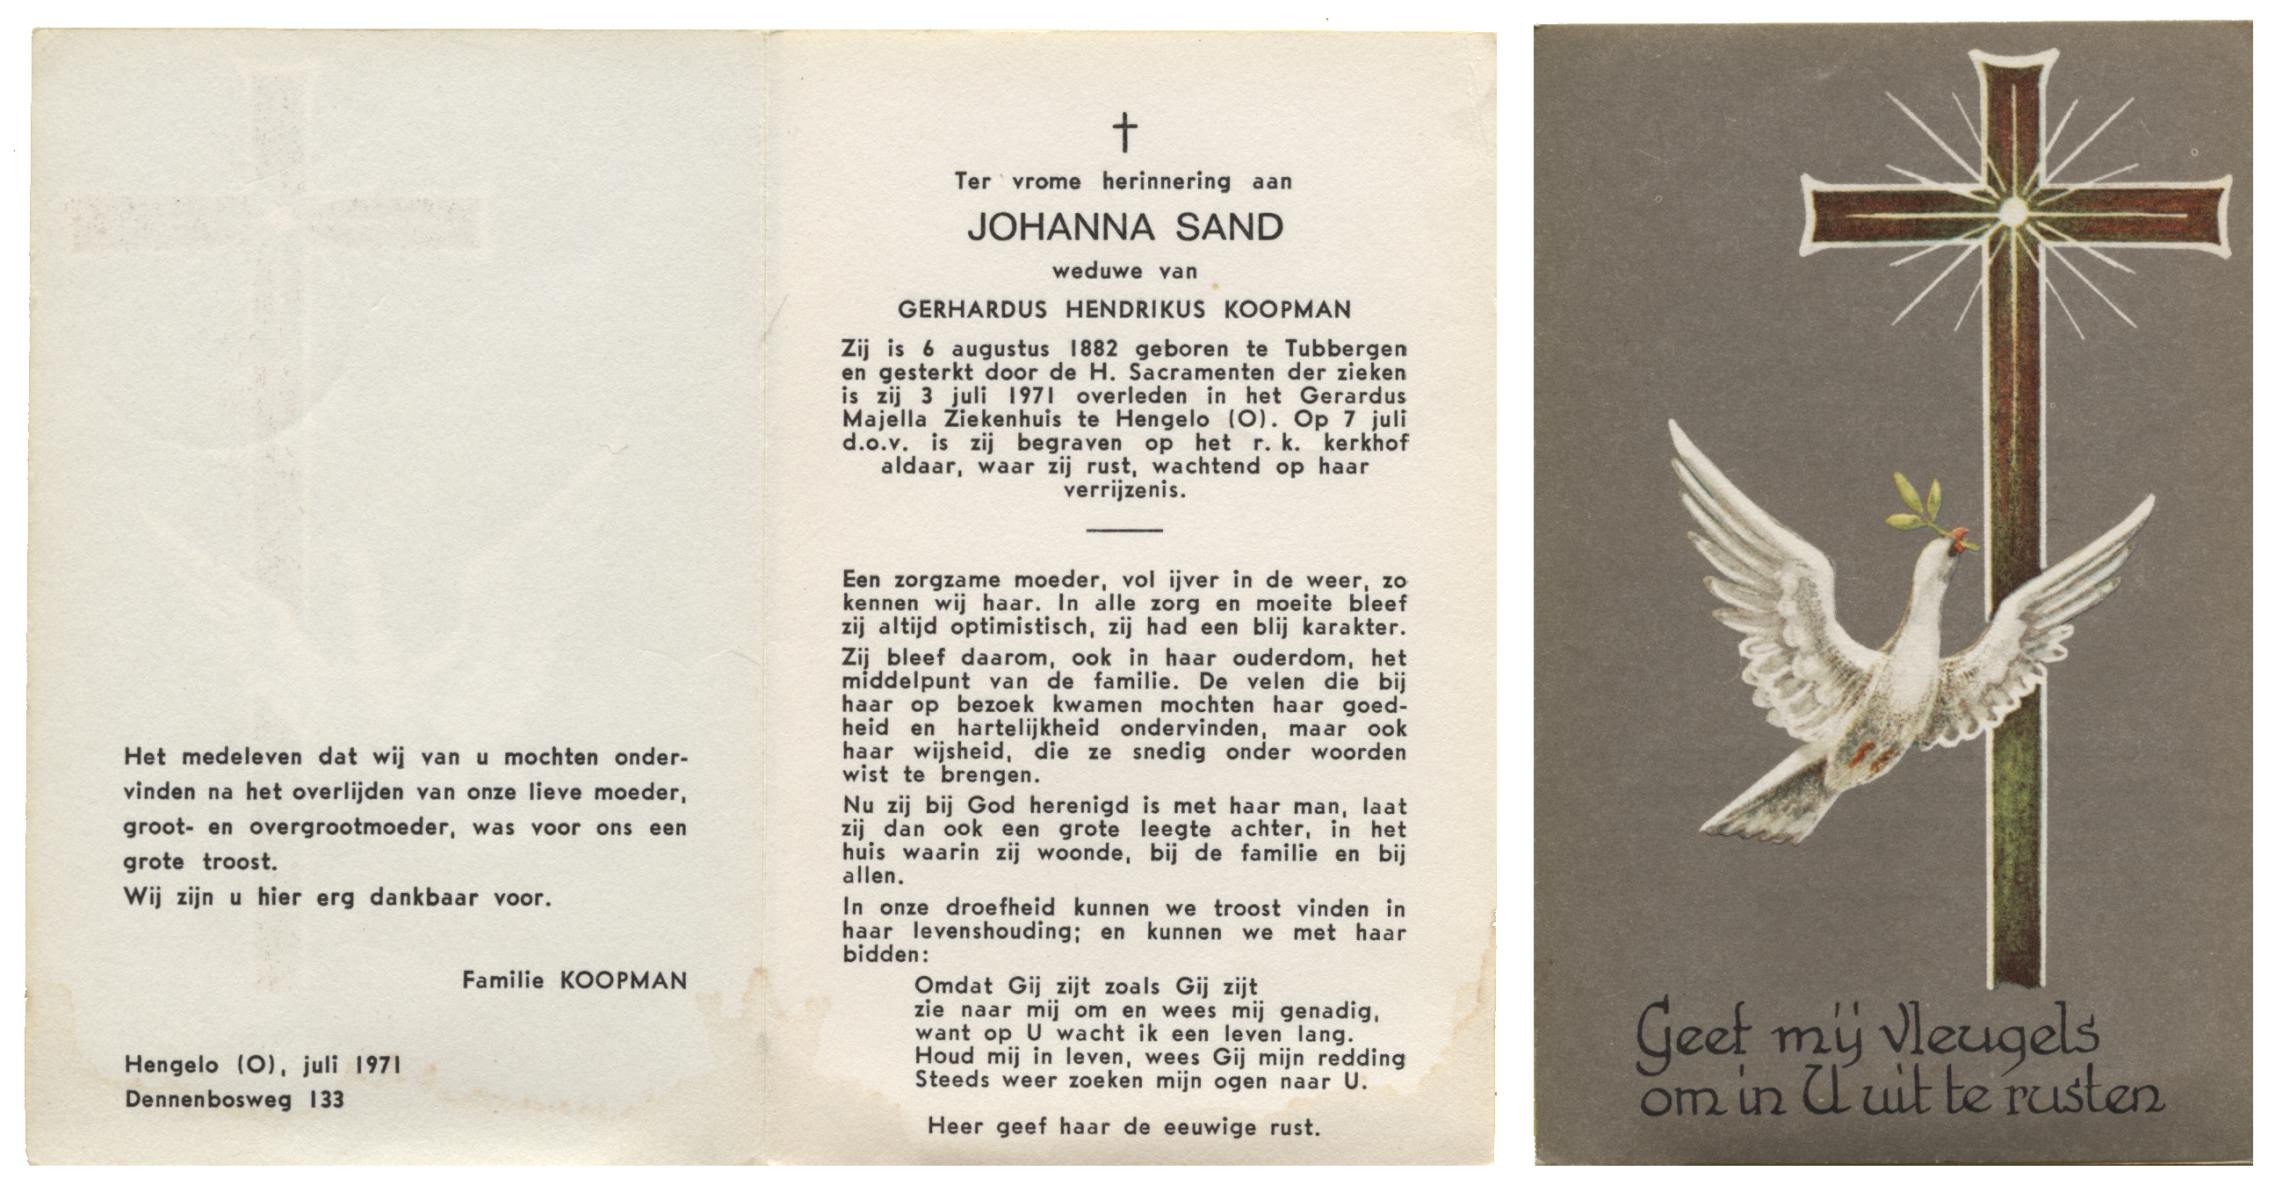 Het medeleven dat wij van u mochten onder-
vinden na het overlijden van onze lieve moeder,
groot- en overgrootmoeder, was voor ons een
grote troost.
Wij zijn u hier erg dankbaar voor.
Familie KOOPMAN
Hengelo (O), juli 1971
Dennenbosweg 133
Ter vrome herinnering aan
JOHANNA SAND
weduwe van
GERHARDUS HENDRIKUS KOOPMAN
Zij is 6 augustus 1882 geboren te Tubbergen
en gesterkt door de H. Sacramenten der zieken
is zij 3 juli 1971 overleden in het Gerardus
Majella Ziekenhuis te Hengelo (O). Op 7 juli
d.o.v. is zij begraven op het r. k. kerkhof
aldaar, waar zij rust, wachtend op haar
verrijzenis.
Een zorgzame moeder, vol ijver in de weer, zo
kennen wij haar. In alle zorg en moeite bleef
zij altijd optimistisch, zij had een blij karakter.
Zij bleef daarom, ook in haar ouderdom, het
middelpunt van de familie. De velen die bij
haar op bezoek kwamen mochten haar goed-
heid en hartelijkheid ondervinden, maar ook
haar wijsheid, die ze snedig onder woorden
wist te brengen.
Nu zij bij God herenigd is met haar man, laat
zij dan ook een grote leegte achter, in het
huis waarin zij woonde, bij de familie en bij
allen.
In onze droefheid kunnen we troost vinden in
haar levenshouding; en kunnen we met haar
bidden:
Omdat Gij zijt zoals Gij zijt
zie naar mij om en wees mij genadig,
want op U wacht ik een leven lang.
Houd mij in leven, wees Gij mijn redding
Steeds weer zoeken mijn ogen naar U.
Heer geef haar de eeuwige rust.
Geef mij vleugels
om in U uit te rusten